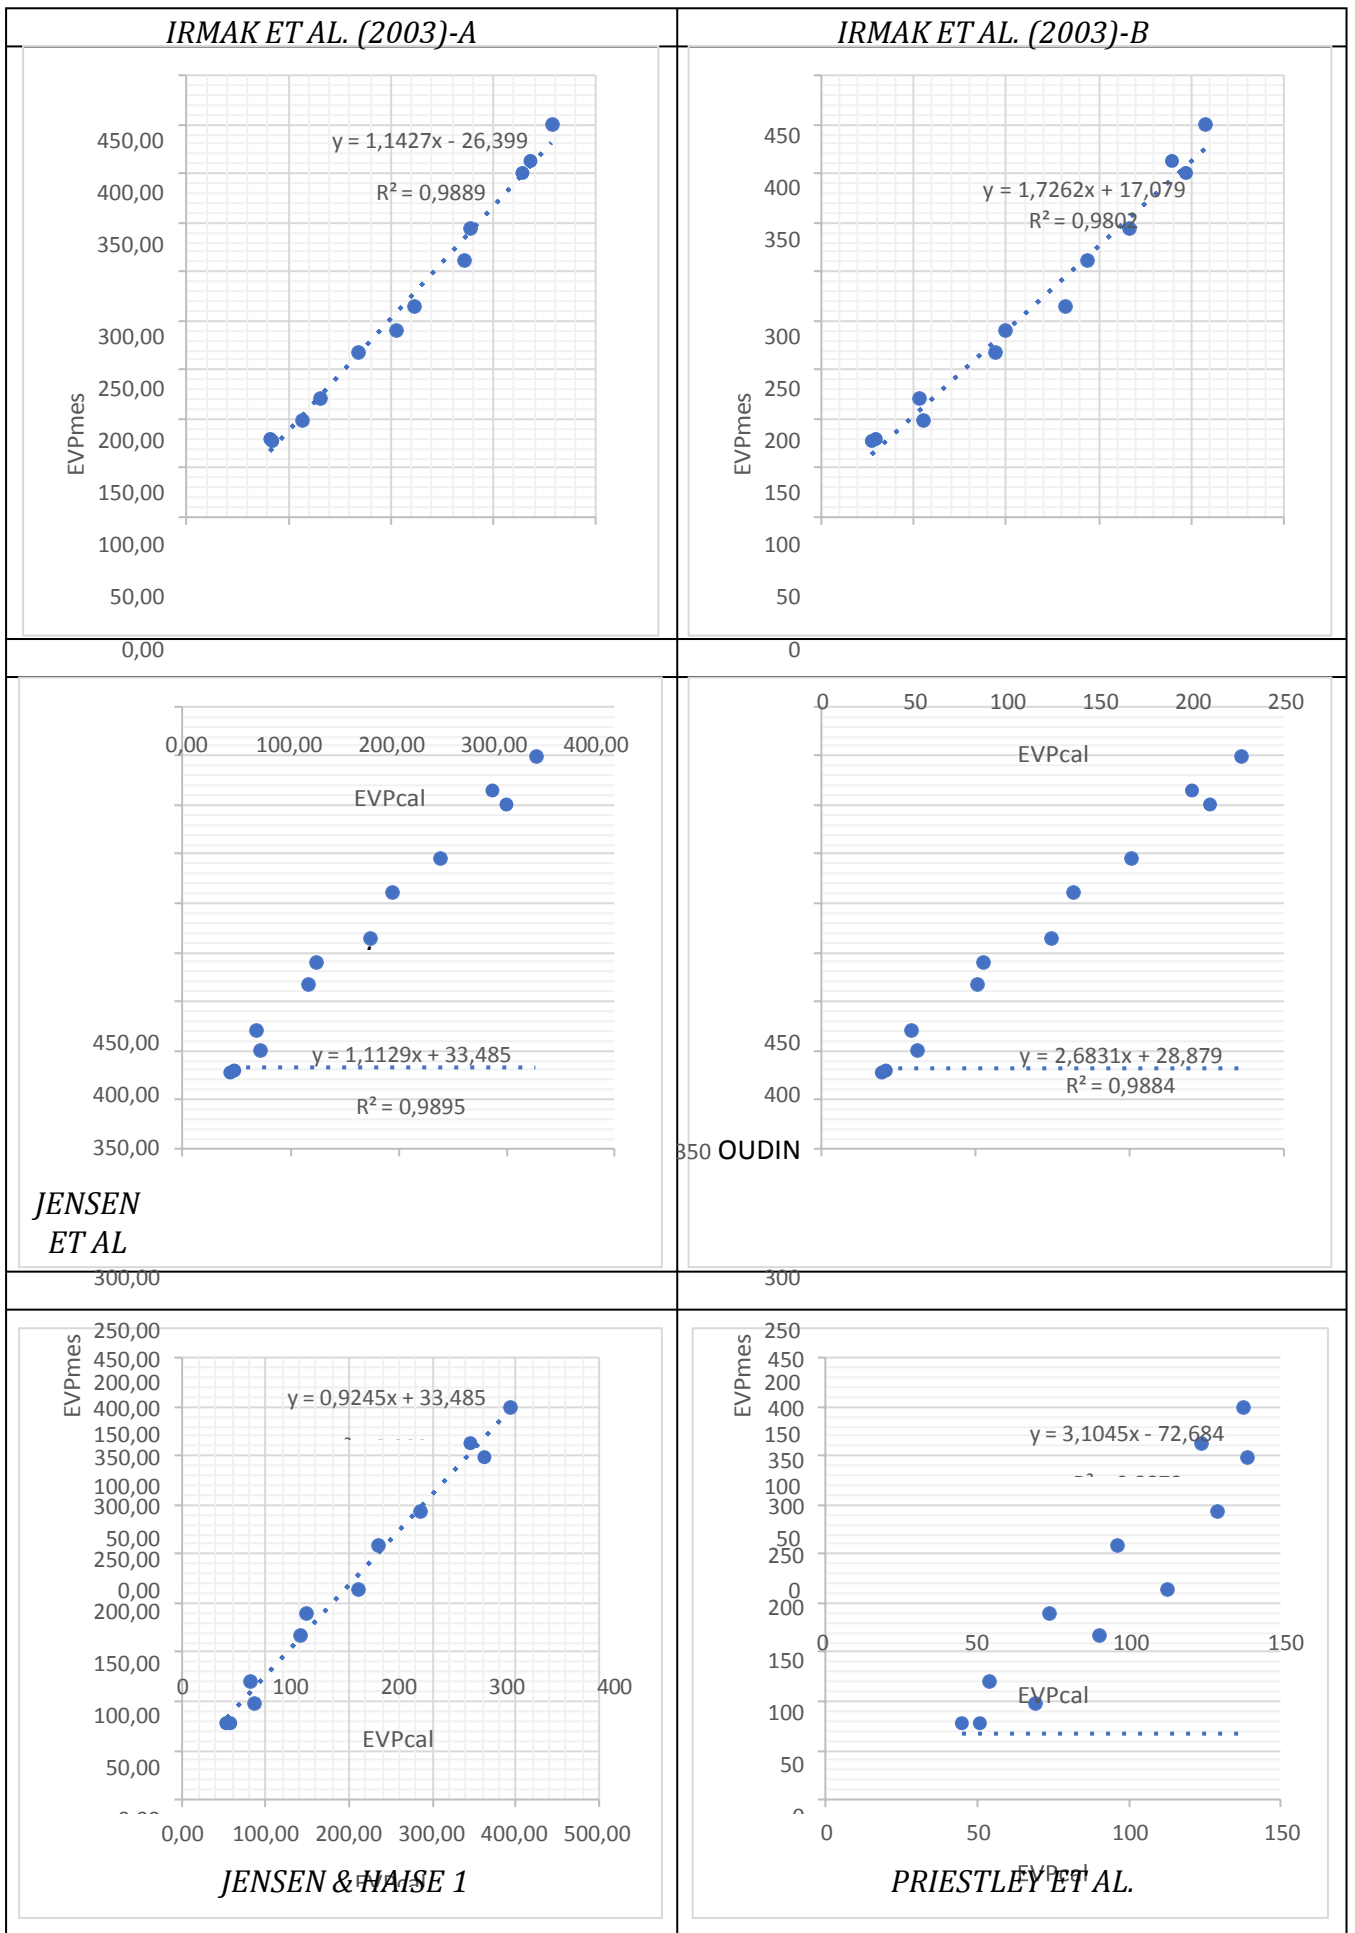 IRMAK ET AL. (2003)-A
IRMAK ET AL. (2003)-B
y = 1,1427x - 26,399
R² = 0,9889
450,00
400,00
350,00
300,00
250,00
200,00
150,00
100,00
50,00
0,00
EVPmes
0,00 100,00 200,00 300,00 400,00
EVPcal
y = 1,7262x + 17,079
R² = 0,9802
450
400
350
300
250
200
150
100
50
0
EVPmes
0 50 100 150 200 250
EVPcal
y = 1,1129x + 33,485
R² = 0,9895
450,00
400,00
350,00
JENSEN
ET AL
300,00
250,00
200,00
150,00
100,00
50,00
0,00
EVPmes
0 100 200 300 400
EVPcal
y = 2,6831x + 28,879
R² = 0,9884
450
400
350 OUDIN
300
250
200
150
100
50
0
EVPmes
0 50 100 150
EVPcal
y = 0,9245x + 33,485
450,00
400,00
350,00
300,00
250,00
200,00
150,00
100,00
50,00
0,00 100,00 200,00 300,00 400,00 500,00
JENSEN & HAISE 1
y = 3,1045x - 72,684
450
400
350
300
250
200
150
100
50
0 50 100 150
EVPcal
PRIESTLEY ET AL.